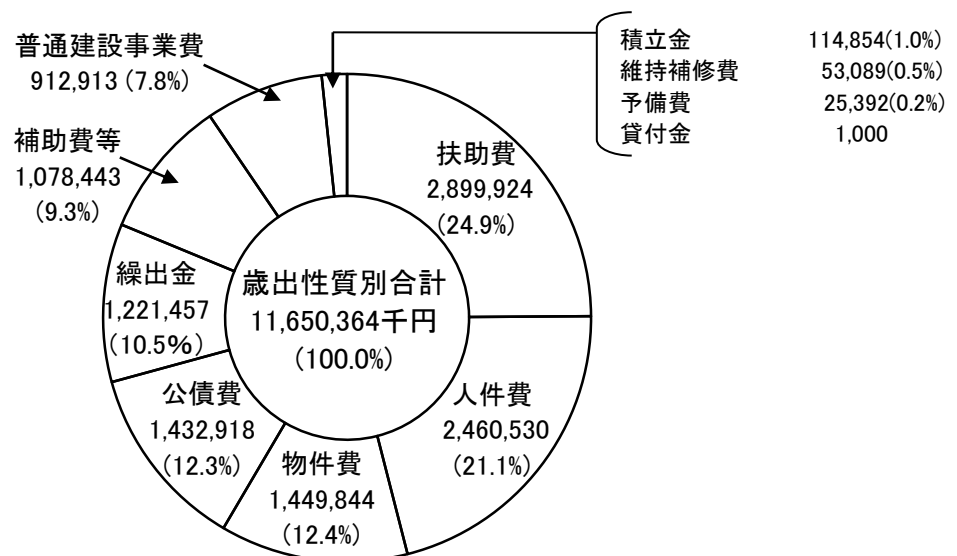 普通建設事業費
912,913 (7.8%)
補助費等
1,078,443
(9.3%)
積立金 114,854(1.0%)
維持補修費 53,089(0.5%)
予備費 25,392(0.2%)
貸付金 1,000
扶助費
2,899,924
(24.9%)
繰出金
1,221,457
(10.5%)
歳出性質別合計
11,650,364千円
(100.0%)
公債費
1,432,918
(12.3%)
人件費
2,460,530
(21.1%)
物件費
1,449,844
(12.4%)